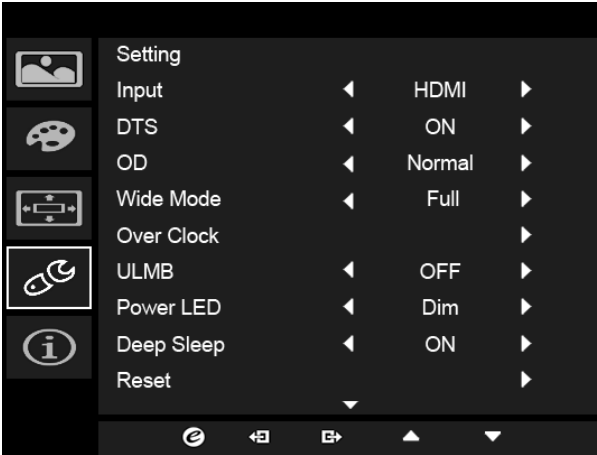 Setting
Input HDMI
DTS ON
OD Normal
Wide Mode Full
Over Clock
ULMB OFF
Power LED Dim
Deep Sleep ON
Reset